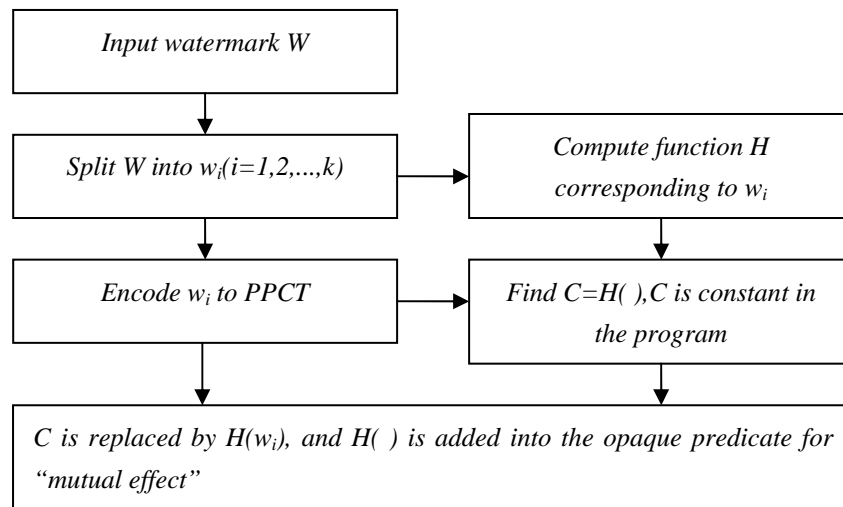 Input watermark W
Split W into wᵢ(i=1,2,...,k)
Compute function H
corresponding to wᵢ
Encode wᵢ to PPCT
Find C=H( ),C is constant in
the program
C is replaced by H(wᵢ), and H( ) is added into the opaque predicate for
“mutual effect”